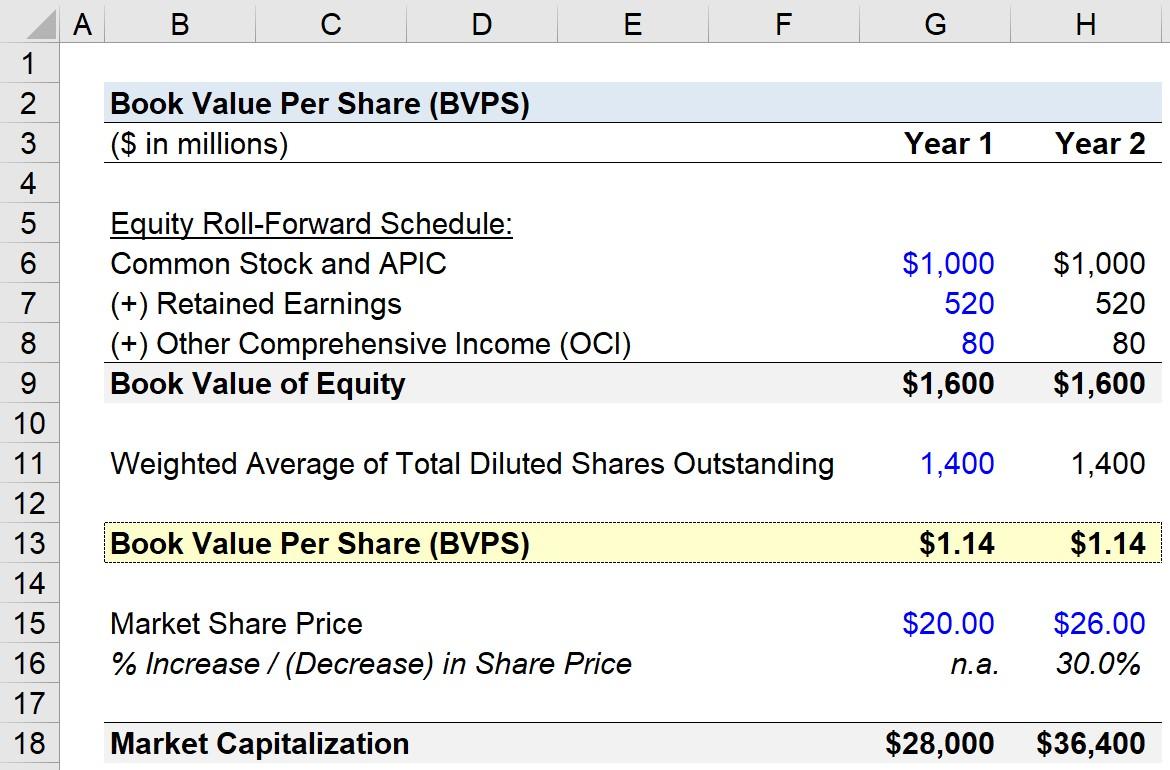 A B C D E F G H
1
2 Book Value Per Share (BVPS)
3 ($ in millions) Year 1 Year 2
4
5 Equity Roll-Forward Schedule:
6 Common Stock and APIC $1,000 $1,000
7 (+) Retained Earnings 520 520
8 (+) Other Comprehensive Income (OCI) 80 80
9 Book Value of Equity $1,600 $1,600
10
11 Weighted Average of Total Diluted Shares Outstanding 1,400 1,400
12
13 Book Value Per Share (BVPS) $1.14 $1.14
14
15 Market Share Price $20.00 $26.00
16 % Increase / (Decrease) in Share Price n.a. 30.0%
17
18 Market Capitalization $28,000 $36,400